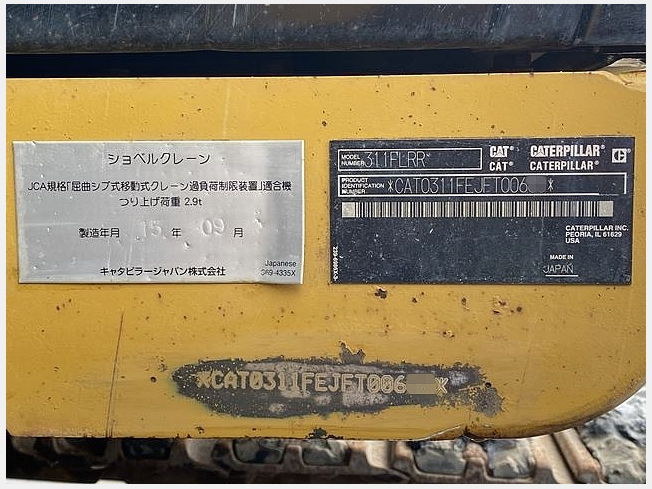 ショベルクレーン
JCA規格「屈曲ジブ式移動式クレーン過負荷制限装置」適合機
つり上げ荷重 2.9t
製造年月 15 年 09 月
キャタピラージャパン株式会社
Japanese
369-4335X
MODEL NUMBER 311FLRR*
CAT® CATERPILLAR®
CAT® CATERPILLAR®
PRODUCT IDENTIFICATION NUMBER *CAT0311FEJFT006 *
CATERPILLAR INC.
PEORIA, IL 61629
USA
MADE IN
JAPAN
*CAT0311FEJFT006 *